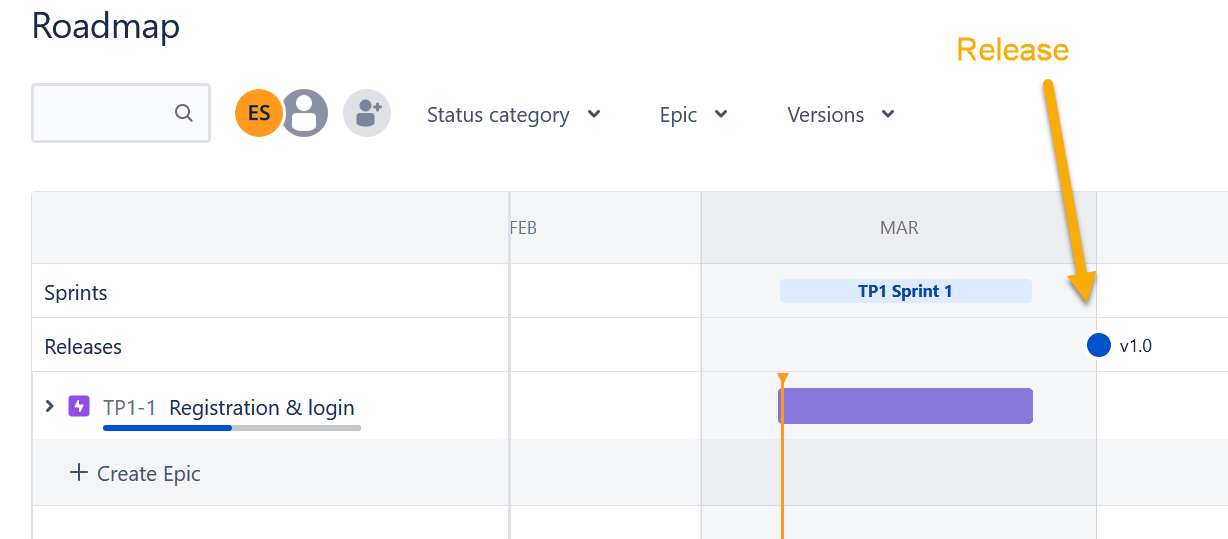 Roadmap
Release
ES
Status category
Epic
Versions
FEB
MAR
Sprints
TP1 Sprint 1
Releases
v1.0
TP1-1 Registration & login
+ Create Epic